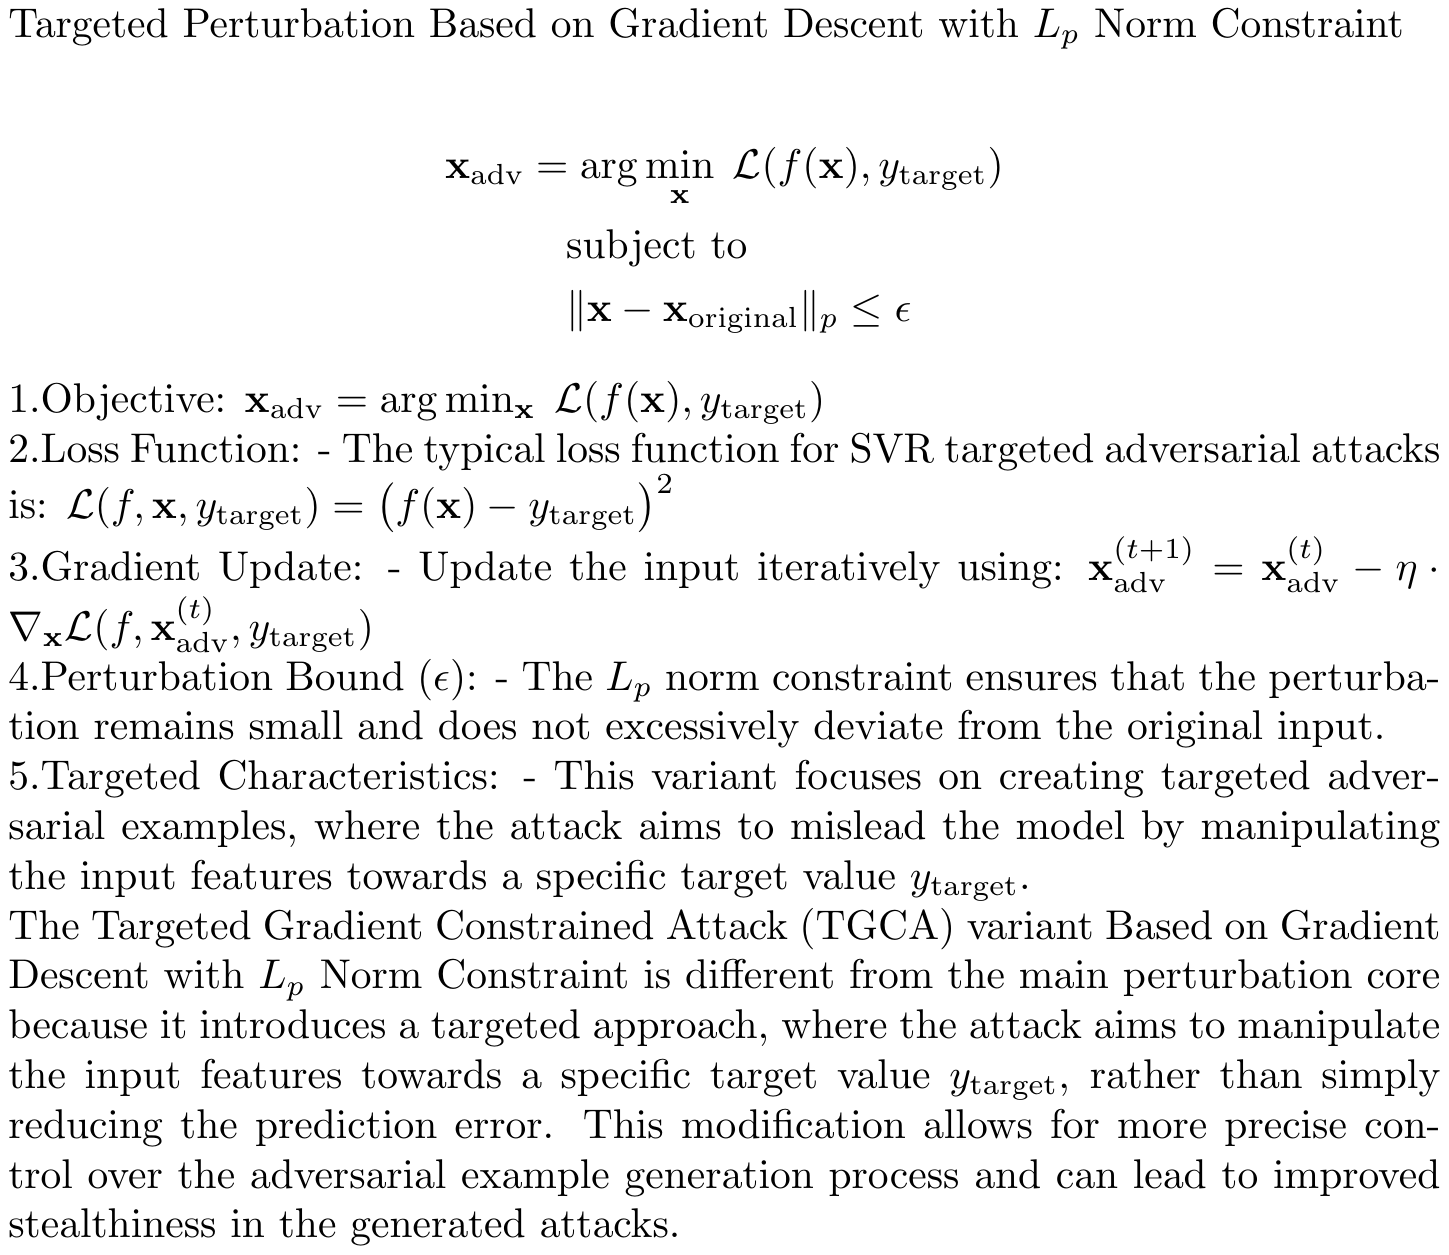 Targeted Perturbation Based on Gradient Descent with $L_p$ Norm Constraint
$\mathbf{x}_{\text{adv}} = \arg\min_{\mathbf{x}} \mathcal{L}(f(\mathbf{x}), y_{\text{target}})$
subject to
$\|\mathbf{x} - \mathbf{x}_{\text{original}}\|_p \leq \epsilon$
1.Objective: $\mathbf{x}_{\text{adv}} = \arg\min_{\mathbf{x}} \mathcal{L}(f(\mathbf{x}), y_{\text{target}})$
2.Loss Function: - The typical loss function for SVR targeted adversarial attacks
is: $\mathcal{L}(f, \mathbf{x}, y_{\text{target}}) = \left(f(\mathbf{x}) - y_{\text{target}}\right)^2$
3.Gradient Update: - Update the input iteratively using: $\mathbf{x}_{\text{adv}}^{(t+1)} = \mathbf{x}_{\text{adv}}^{(t)} - \eta \cdot$
$\nabla_{\mathbf{x}} \mathcal{L}(f, \mathbf{x}_{\text{adv}}^{(t)}, y_{\text{target}})$
4.Perturbation Bound ($\epsilon$): - The $L_p$ norm constraint ensures that the perturba-
tion remains small and does not excessively deviate from the original input.
5.Targeted Characteristics: - This variant focuses on creating targeted adver-
sarial examples, where the attack aims to mislead the model by manipulating
the input features towards a specific target value $y_{\text{target}}$.
The Targeted Gradient Constrained Attack (TGCA) variant Based on Gradient
Descent with $L_p$ Norm Constraint is different from the main perturbation core
because it introduces a targeted approach, where the attack aims to manipulate
the input features towards a specific target value $y_{\text{target}}$, rather than simply
reducing the prediction error. This modification allows for more precise con-
trol over the adversarial example generation process and can lead to improved
stealthiness in the generated attacks.